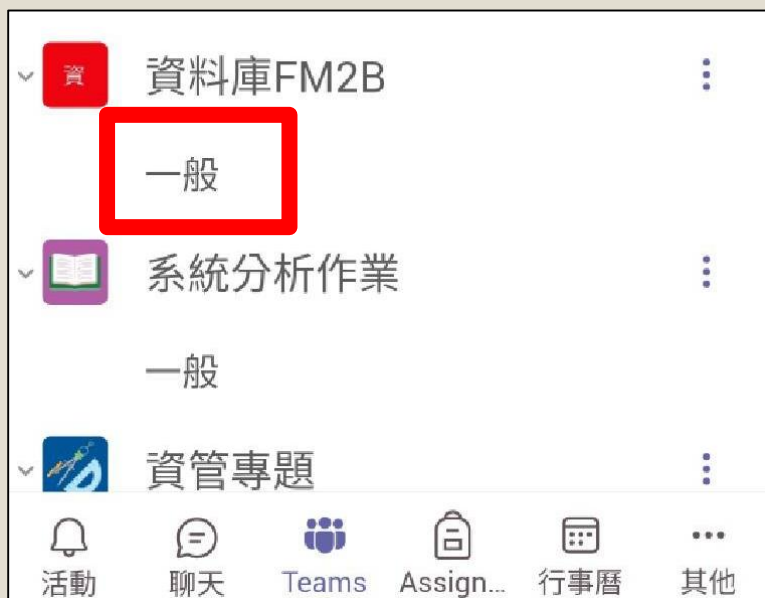 資 資料庫FM2B
一般
系統分析作業
一般
資管專題
活動 聊天 Teams Assign... 行事曆 其他